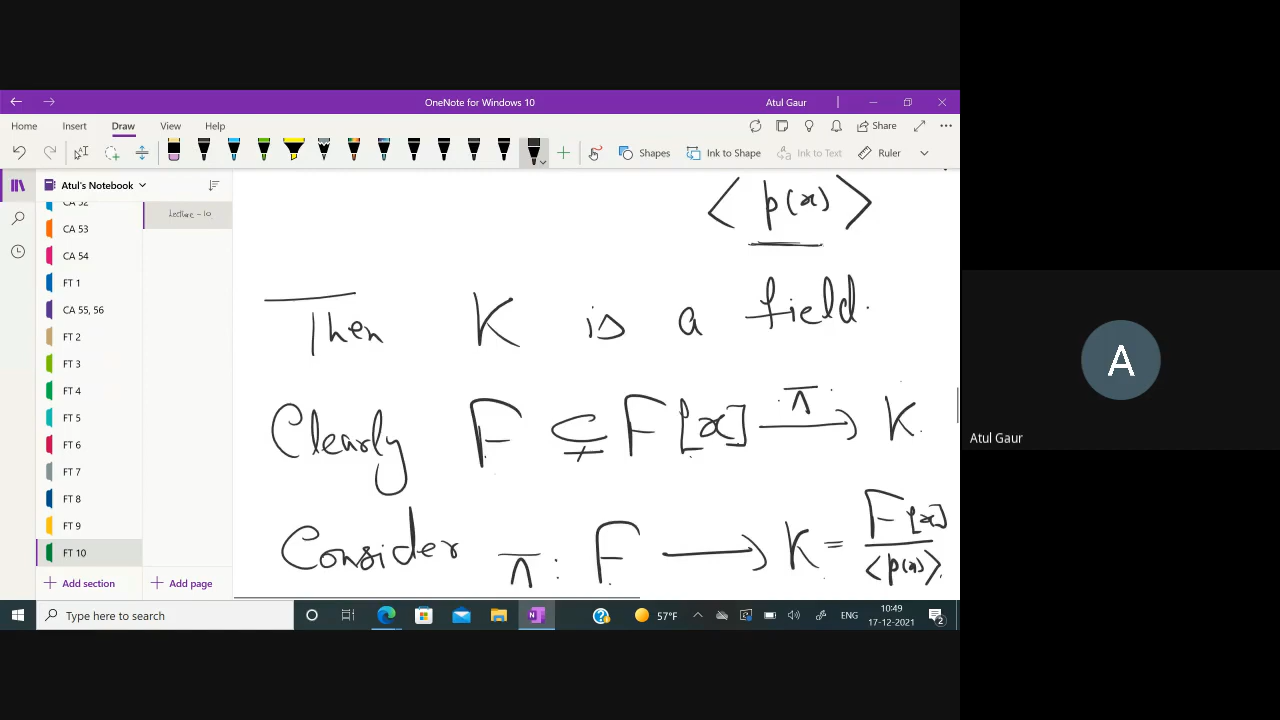 OneNote for Windows 10
Atul Gaur
Home Insert Draw View Help
Share
Shapes Ink to Shape Ink to Text Ruler
Atul's Notebook
CA 52
CA 53
CA 54
FT 1
CA 55, 56
FT 2
FT 3
FT 4
FT 5
FT 6
FT 7
FT 8
FT 9
FT 10
Add section
Add page
Lecture - 10
< p(x) >
Then K is a field.
Clearly F ⊊ F[x] —π→ K
Consider π : F ⟶ K = F[x] / <p(x)>.
A
Atul Gaur
Type here to search
57°F
ENG
10:49
17-12-2021
2